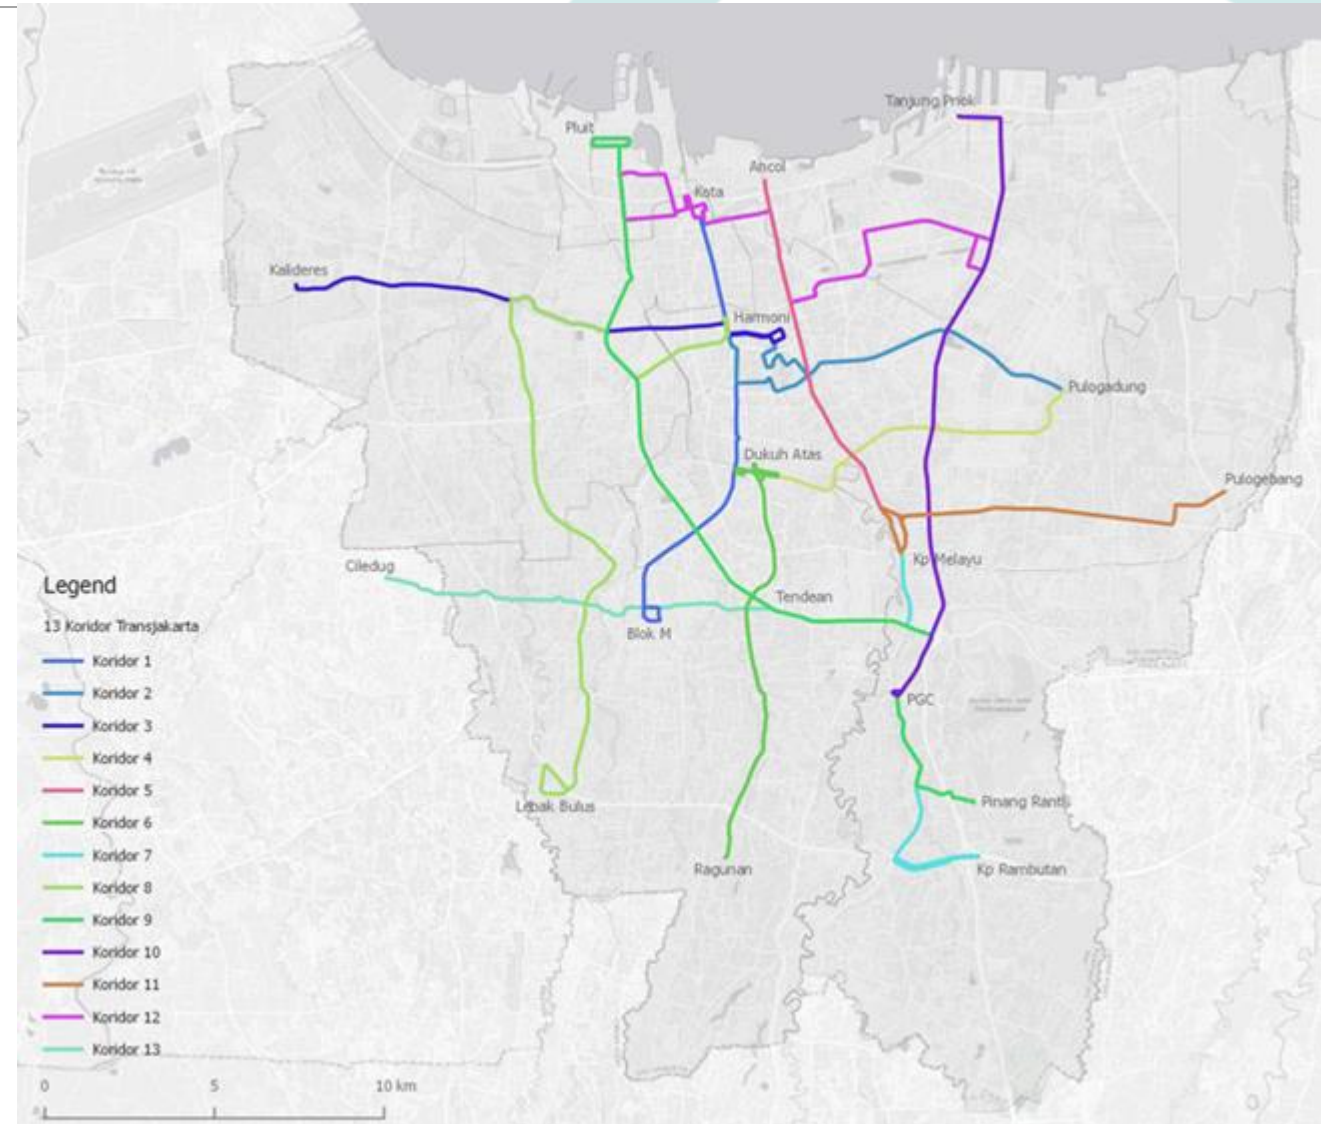 Tanjung Priok
Pluit
Ancol
Kota
Kalideres
Harmoni
Pulogadung
Dukuh Atas
Pulogebang
Kp Melayu
Ciledug
Tendean
Blok M
PGC
Pinang Ranti
Lebak Bulus
Ragunan
Kp Rambutan
Legend
13 Koridor Transjakarta
Koridor 1
Koridor 2
Koridor 3
Koridor 4
Koridor 5
Koridor 6
Koridor 7
Koridor 8
Koridor 9
Koridor 10
Koridor 11
Koridor 12
Koridor 13
0 5 10 km